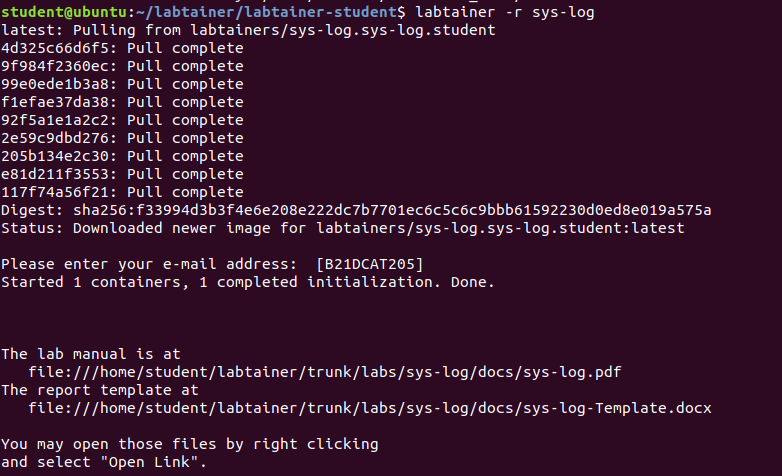 student@ubuntu:~/labtainer/labtainer-student$ labtainer -r sys-log
latest: Pulling from labtainers/sys-log.sys-log.student
4d325c66d6f5: Pull complete
9f984f2360ec: Pull complete
99e0ede1b3a8: Pull complete
f1efae37da38: Pull complete
92f5a1e1a2c2: Pull complete
2e59c9dbd276: Pull complete
205b134e2c30: Pull complete
e81d211f3553: Pull complete
117f74a56f21: Pull complete
Digest: sha256:f33994d3b3f4e6e208e222dc7b7701ec6c5c6c9bbb61592230d0ed8e019a575a
Status: Downloaded newer image for labtainers/sys-log.sys-log.student:latest
Please enter your e-mail address:  [B21DCAT205]
Started 1 containers, 1 completed initialization. Done.
The lab manual is at
   file:///home/student/labtainer/trunk/labs/sys-log/docs/sys-log.pdf
The report template at
   file:///home/student/labtainer/trunk/labs/sys-log/docs/sys-log-Template.docx
You may open those files by right clicking
and select "Open Link".